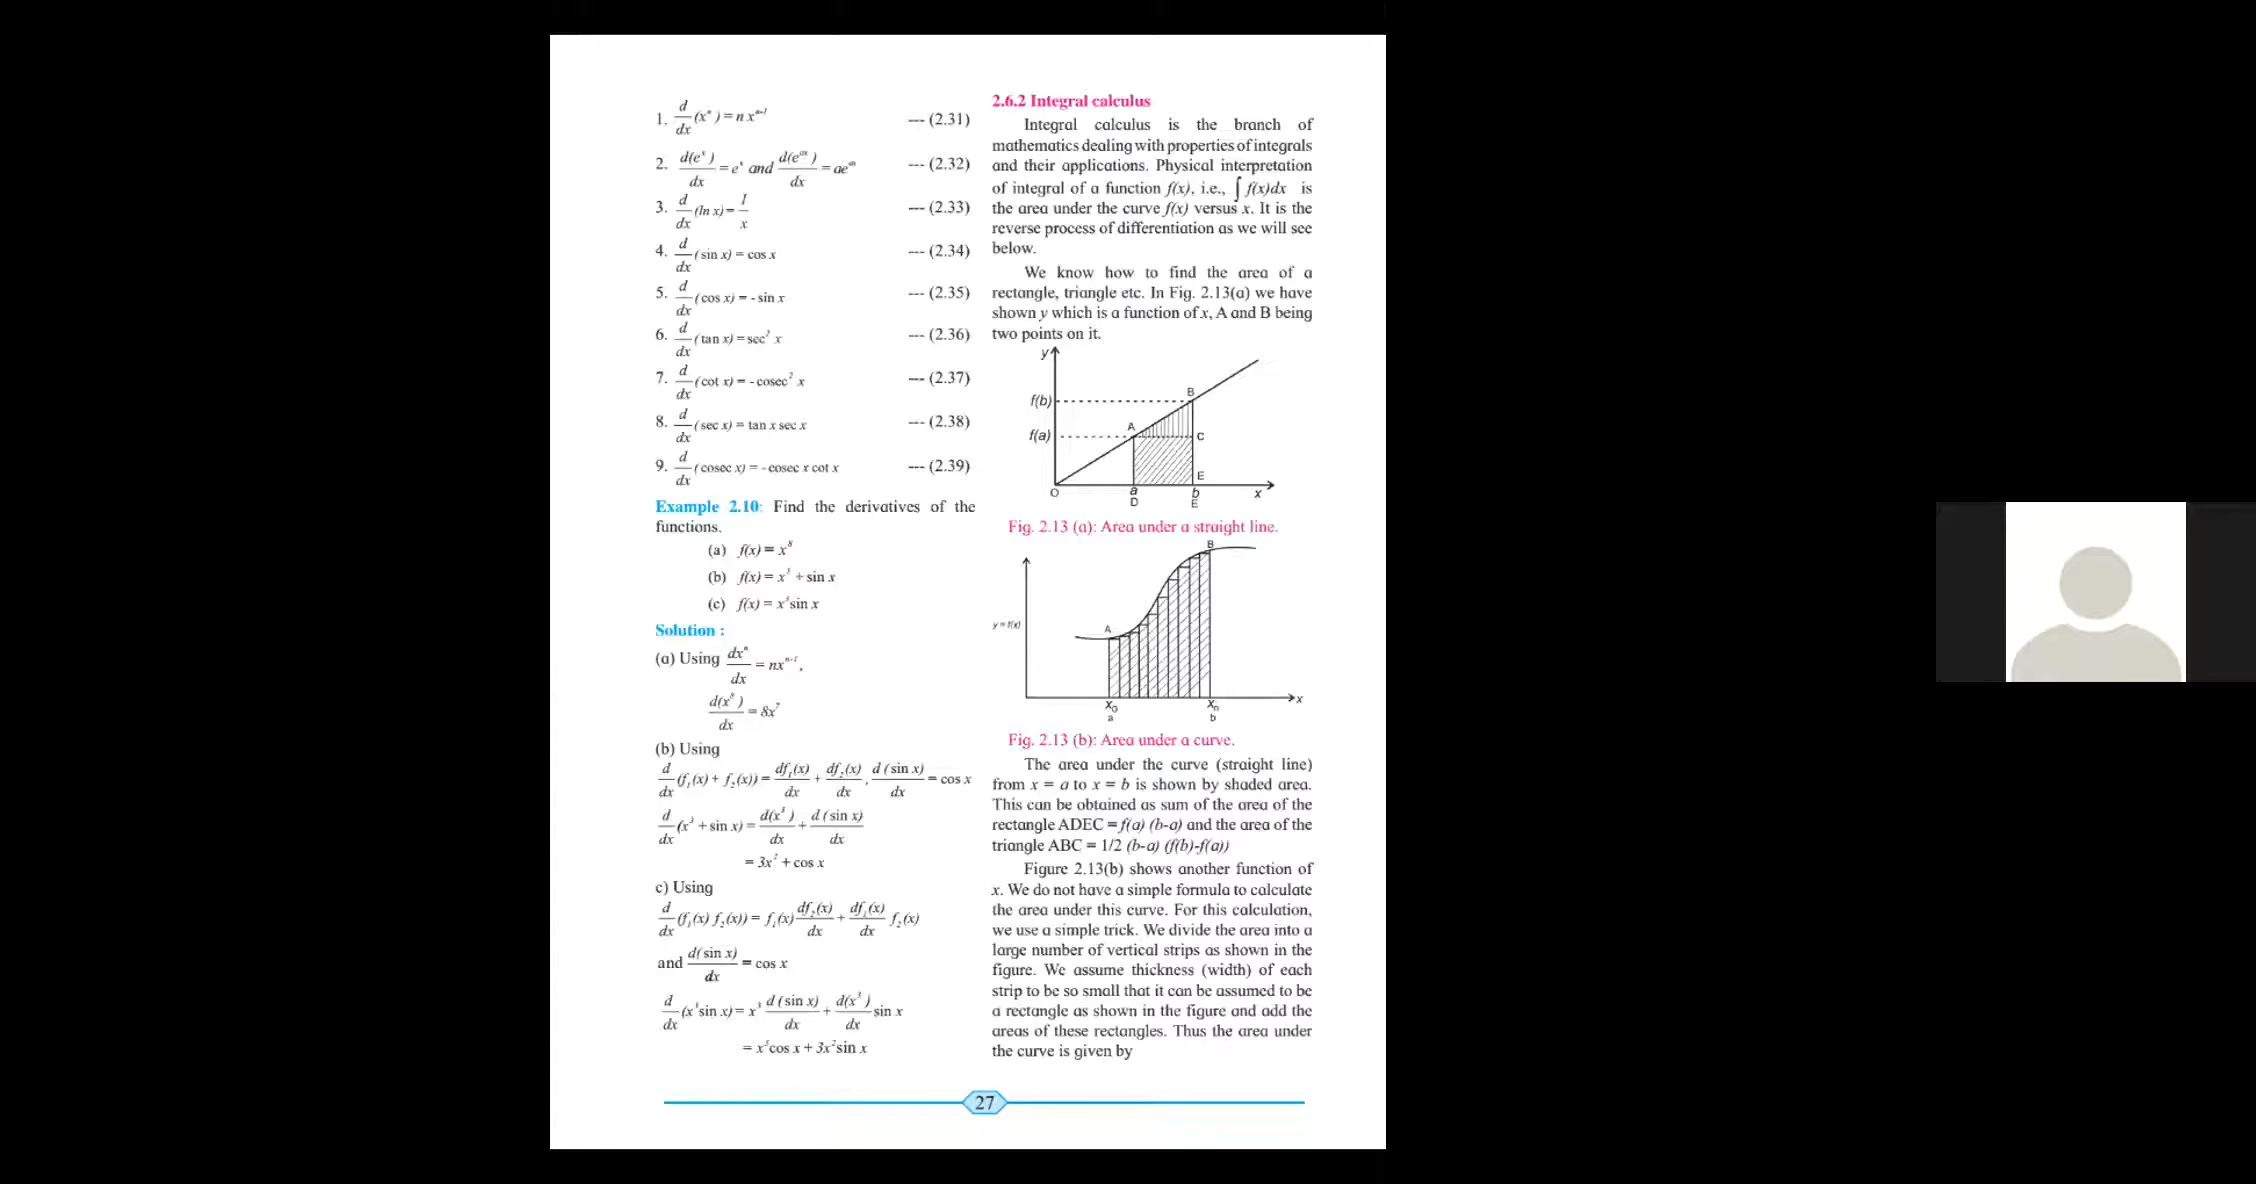 1. d/dx (xⁿ) = n xⁿ⁻¹ --- (2.31)
2. d(eˣ)/dx = eˣ and d(eᵃˣ)/dx = aeᵃˣ --- (2.32)
3. d/dx (ln x) = 1/x --- (2.33)
4. d/dx (sin x) = cos x --- (2.34)
5. d/dx (cos x) = - sin x --- (2.35)
6. d/dx (tan x) = sec² x --- (2.36)
7. d/dx (cot x) = - cosec² x --- (2.37)
8. d/dx (sec x) = tan x sec x --- (2.38)
9. d/dx (cosec x) = - cosec x cot x --- (2.39)
Example 2.10: Find the derivatives of the
functions.
(a) f(x) = x⁸
(b) f(x) = x³ + sin x
(c) f(x) = x³sin x
Solution :
(a) Using dxⁿ/dx = nxⁿ⁻¹,
d(x⁸)/dx = 8x⁷
(b) Using
d/dx (f₁(x) + f₂(x)) = df₁(x)/dx + df₂(x)/dx , d (sin x)/dx = cos x
d/dx (x³ + sin x) = d(x³)/dx + d (sin x)/dx
= 3x² + cos x
c) Using
d/dx (f₁(x) f₂(x)) = f₁(x) df₂(x)/dx + df₁(x)/dx f₂(x)
and d(sin x)/dx = cos x
d/dx (x³sin x) = x³ d (sin x)/dx + d(x³)/dx sin x
= x³cos x + 3x²sin x
2.6.2 Integral calculus
Integral calculus is the branch of
mathematics dealing with properties of integrals
and their applications. Physical interpretation
of integral of a function f(x), i.e., ∫ f(x)dx is
the area under the curve f(x) versus x. It is the
reverse process of differentiation as we will see
below.
We know how to find the area of a
rectangle, triangle etc. In Fig. 2.13(a) we have
shown y which is a function of x, A and B being
two points on it.
y
B
f(b)
A
f(a)
C
E
O a b x
D E
Fig. 2.13 (a): Area under a straight line.
B
y = f(x)
A
x
X₀ Xₙ
a b
Fig. 2.13 (b): Area under a curve.
The area under the curve (straight line)
from x = a to x = b is shown by shaded area.
This can be obtained as sum of the area of the
rectangle ADEC = f(a) (b-a) and the area of the
triangle ABC = 1/2 (b-a) (f(b)-f(a))
Figure 2.13(b) shows another function of
x. We do not have a simple formula to calculate
the area under this curve. For this calculation,
we use a simple trick. We divide the area into a
large number of vertical strips as shown in the
figure. We assume thickness (width) of each
strip to be so small that it can be assumed to be
a rectangle as shown in the figure and add the
areas of these rectangles. Thus the area under
the curve is given by
27